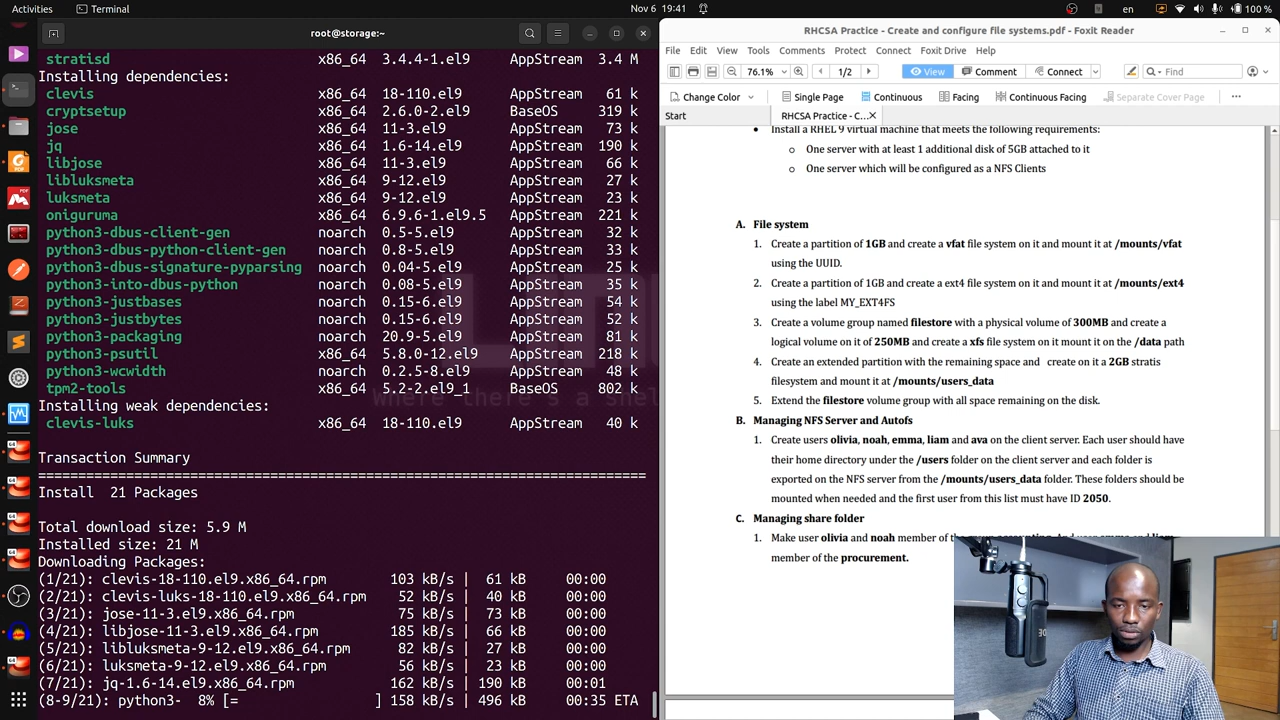 19:41
Nov 6
root@storage:~
stratisd x86_64 3.4.4-1.el9 AppStream 3.4 M
Installing dependencies:
clevis x86_64 18-110.el9 AppStream 61 k
cryptsetup x86_64 2.6.0-2.el9 BaseOS 319 k
jose x86_64 11-3.el9 AppStream 73 k
jq x86_64 1.6-14.el9 AppStream 190 k
libjose x86_64 11-3.el9 AppStream 66 k
libluksmeta x86_64 9-12.el9 AppStream 27 k
luksmeta x86_64 9-12.el9 AppStream 23 k
oniguruma x86_64 6.9.6-1.el9.5 AppStream 221 k
python3-dbus-client-gen noarch 0.5-5.el9 AppStream 32 k
python3-dbus-python-client-gen noarch 0.8-5.el9 AppStream 33 k
python3-dbus-signature-pyparsing noarch 0.04-5.el9 AppStream 25 k
python3-into-dbus-python noarch 0.08-5.el9 AppStream 35 k
python3-justbases noarch 0.15-6.el9 AppStream 54 k
python3-justbytes noarch 0.15-6.el9 AppStream 52 k
python3-packaging noarch 20.9-5.el9 AppStream 81 k
python3-psutil x86_64 5.8.0-12.el9 AppStream 218 k
python3-wcwidth noarch 0.2.5-8.el9 AppStream 48 k
tpm2-tools x86_64 5.2-2.el9_1 BaseOS 802 k
Where there's a shel
Installing weak dependencies:
clevis-luks x86_64 18-110.el9 AppStream 40 k
Transaction Summary
Install 21 Packages
Total download size: 5.9 M
Installed size: 21 M
Downloading Packages:
(1/21): clevis-18-110.el9.x86_64.rpm 103 kB/s | 61 kB 00:00
(2/21): clevis-luks-18-110.el9.x86_64.rpm 52 kB/s | 40 kB 00:00
(3/21): jose-11-3.el9.x86_64.rpm 75 kB/s | 73 kB 00:00
(4/21): libjose-11-3.el9.x86_64.rpm 185 kB/s | 66 kB 00:00
(5/21): libluksmeta-9-12.el9.x86_64.rpm 82 kB/s | 27 kB 00:00
(6/21): luksmeta-9-12.el9.x86_64.rpm 56 kB/s | 23 kB 00:00
(7/21): jq-1.6-14.el9.x86_64.rpm 162 kB/s | 190 kB 00:01
(8-9/21): python3- 8% [= ] 158 kB/s | 496 kB 00:35 ETA
RHCSA Practice - Create and configure file systems.pdf - Foxit Reader
File Edit View Tools Comments Protect Connect Foxit Drive Help
76.1% 1/2 View Comment Connect Find
Change Color Single Page Continuous Facing Continuous Facing Separate Cover Page
Start RHCSA Practice - C...
• Install a RHEL 9 virtual machine that meets the following requirements:
o One server with at least 1 additional disk of 5GB attached to it
o One server which will be configured as a NFS Clients
A. File system
1. Create a partition of 1GB and create a vfat file system on it and mount it at /mounts/vfat
using the UUID.
2. Create a partition of 1GB and create a ext4 file system on it and mount it at /mounts/ext4
using the label MY_EXT4FS
3. Create a volume group named filestore with a physical volume of 300MB and create a
logical volume on it of 250MB and create a xfs file system on it mount it on the /data path
4. Create an extended partition with the remaining space and create on it a 2GB stratis
filesystem and mount it at /mounts/users_data
5. Extend the filestore volume group with all space remaining on the disk.
B. Managing NFS Server and Autofs
1. Create users olivia, noah, emma, liam and ava on the client server. Each user should have
their home directory under the /users folder on the client server and each folder is
exported on the NFS server from the /mounts/users_data folder. These folders should be
mounted when needed and the first user from this list must have ID 2050.
C. Managing share folder
1. Make user olivia and noah member of the
member of the procurement.